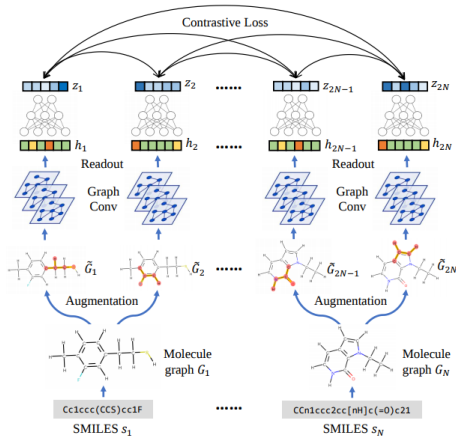 Contrastive Loss
z₁ z₂ ...... z₂N₋₁ z₂N
h₁ h₂ ...... h₂N₋₁ h₂N
Readout Readout
Graph Conv Graph Conv
G̃₁ G̃₂ ...... G̃₂N₋₁ G̃₂N
Augmentation Augmentation
Molecule graph G₁ Molecule graph G_N
Cc1ccc(CCS)cc1F CCn1ccc2cc[nH]c(=O)c21
SMILES s₁ ...... SMILES s_N